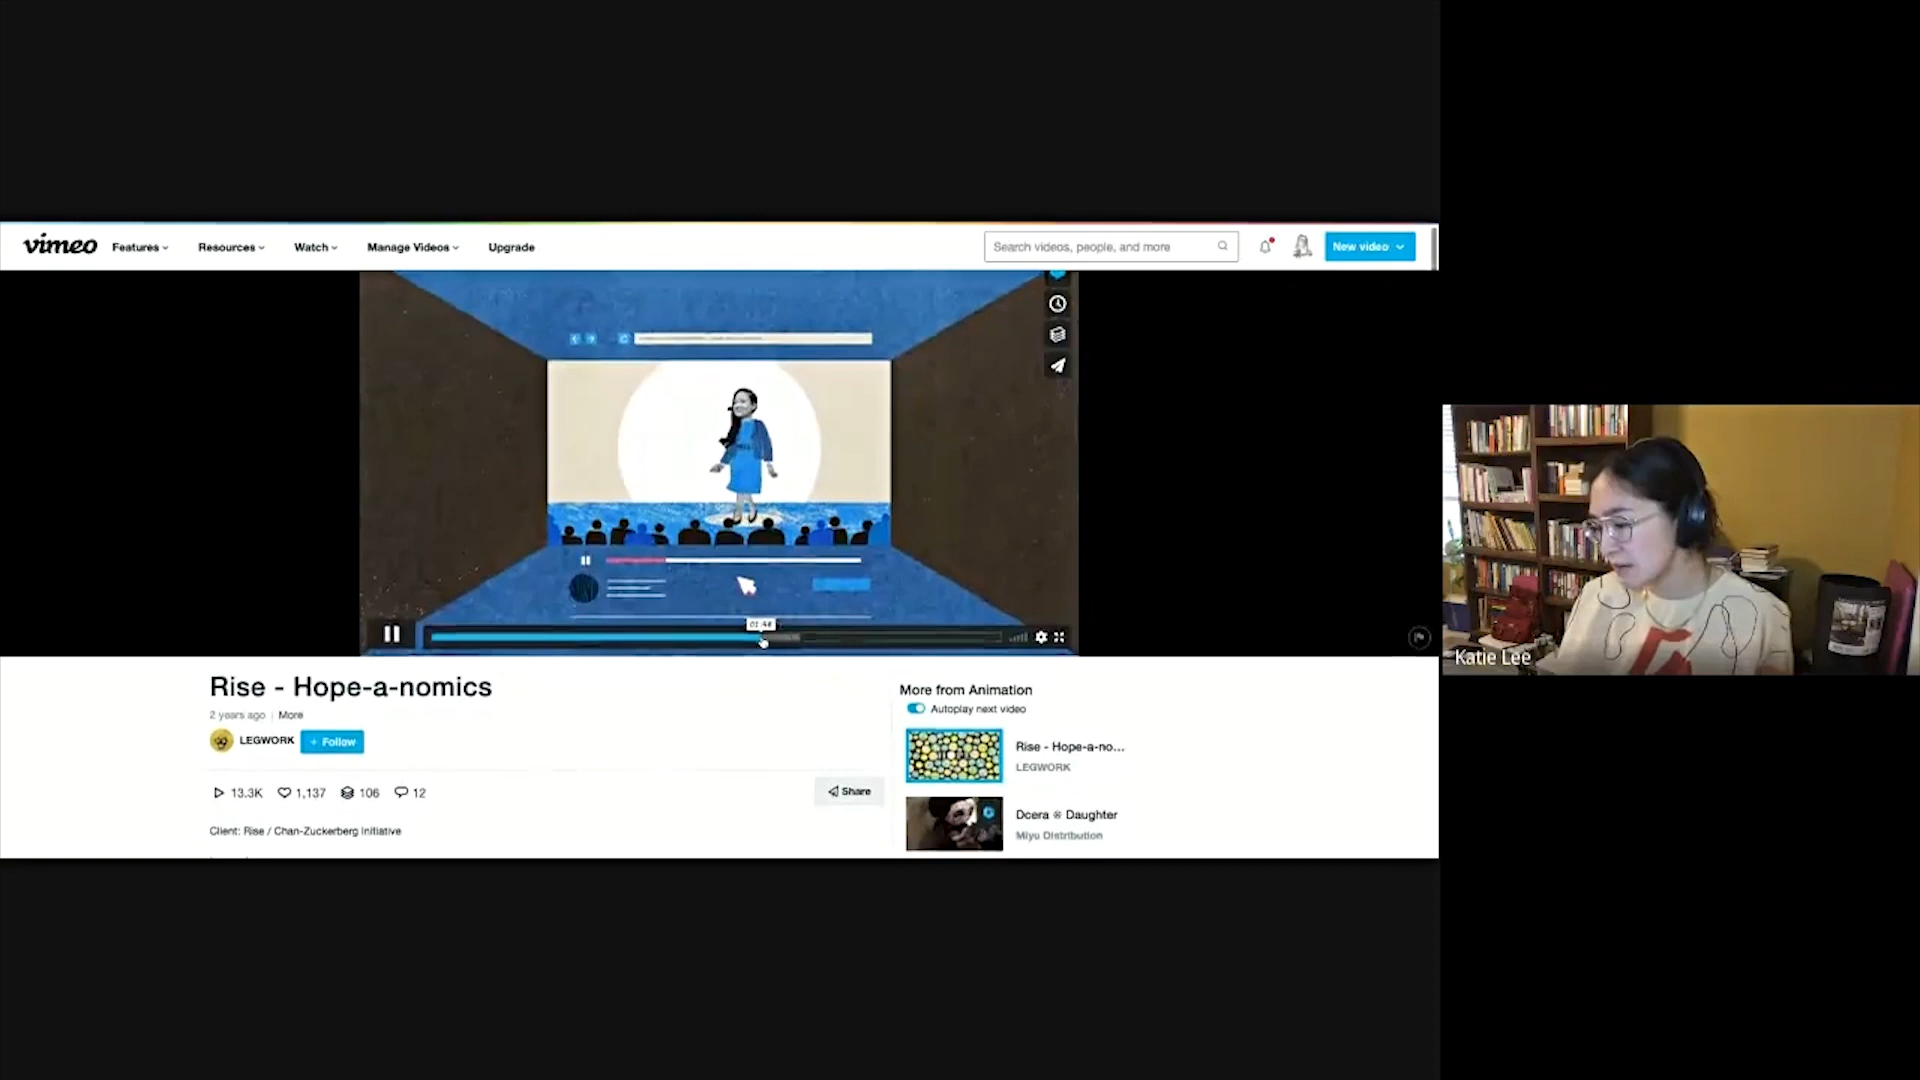 vimeo Features Resources Watch Manage Videos Upgrade Search videos, people, and more New video
01:48
Rise - Hope-a-nomics
2 years ago | More
LEGWORK + Follow
13.3K 1,137 106 12
Share
Client: Rise / Chan-Zuckerberg Initiative
More from Animation
Autoplay next video
Rise - Hope-a-no...
LEGWORK
Dcera ※ Daughter
Miyu Distribution
Katie Lee